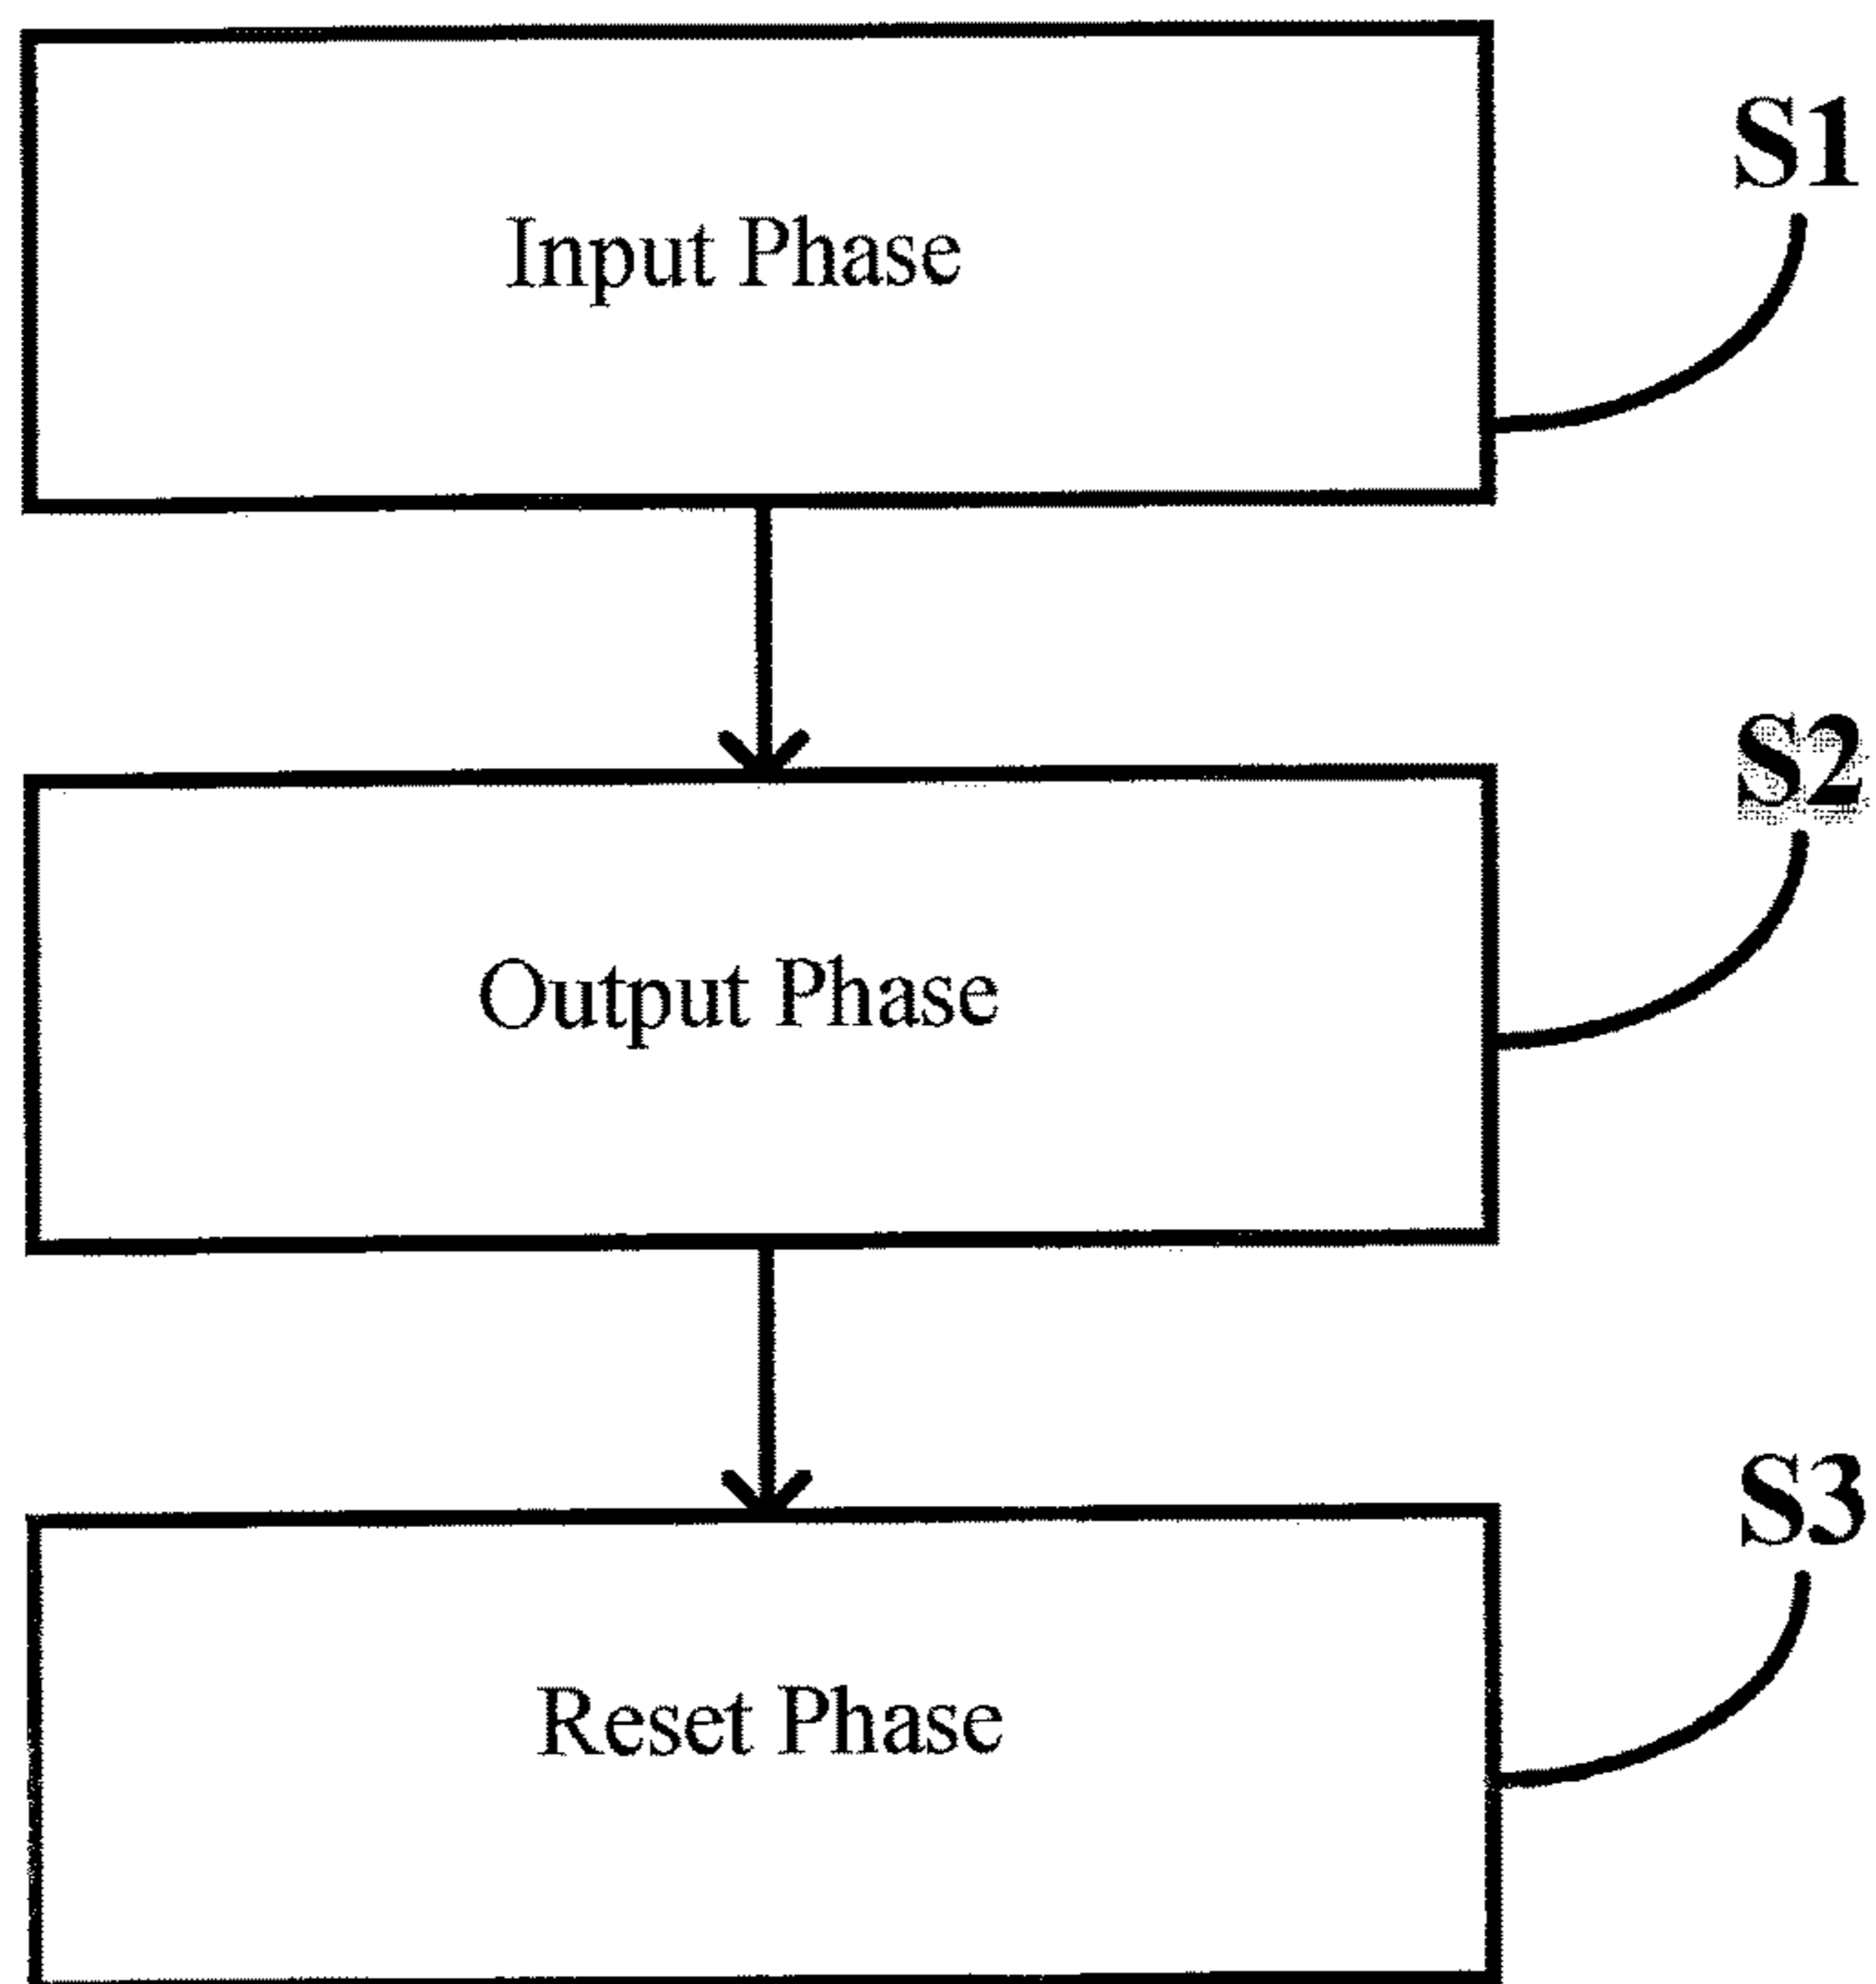 S1
Input Phase
S2
Output Phase
S3
Reset Phase